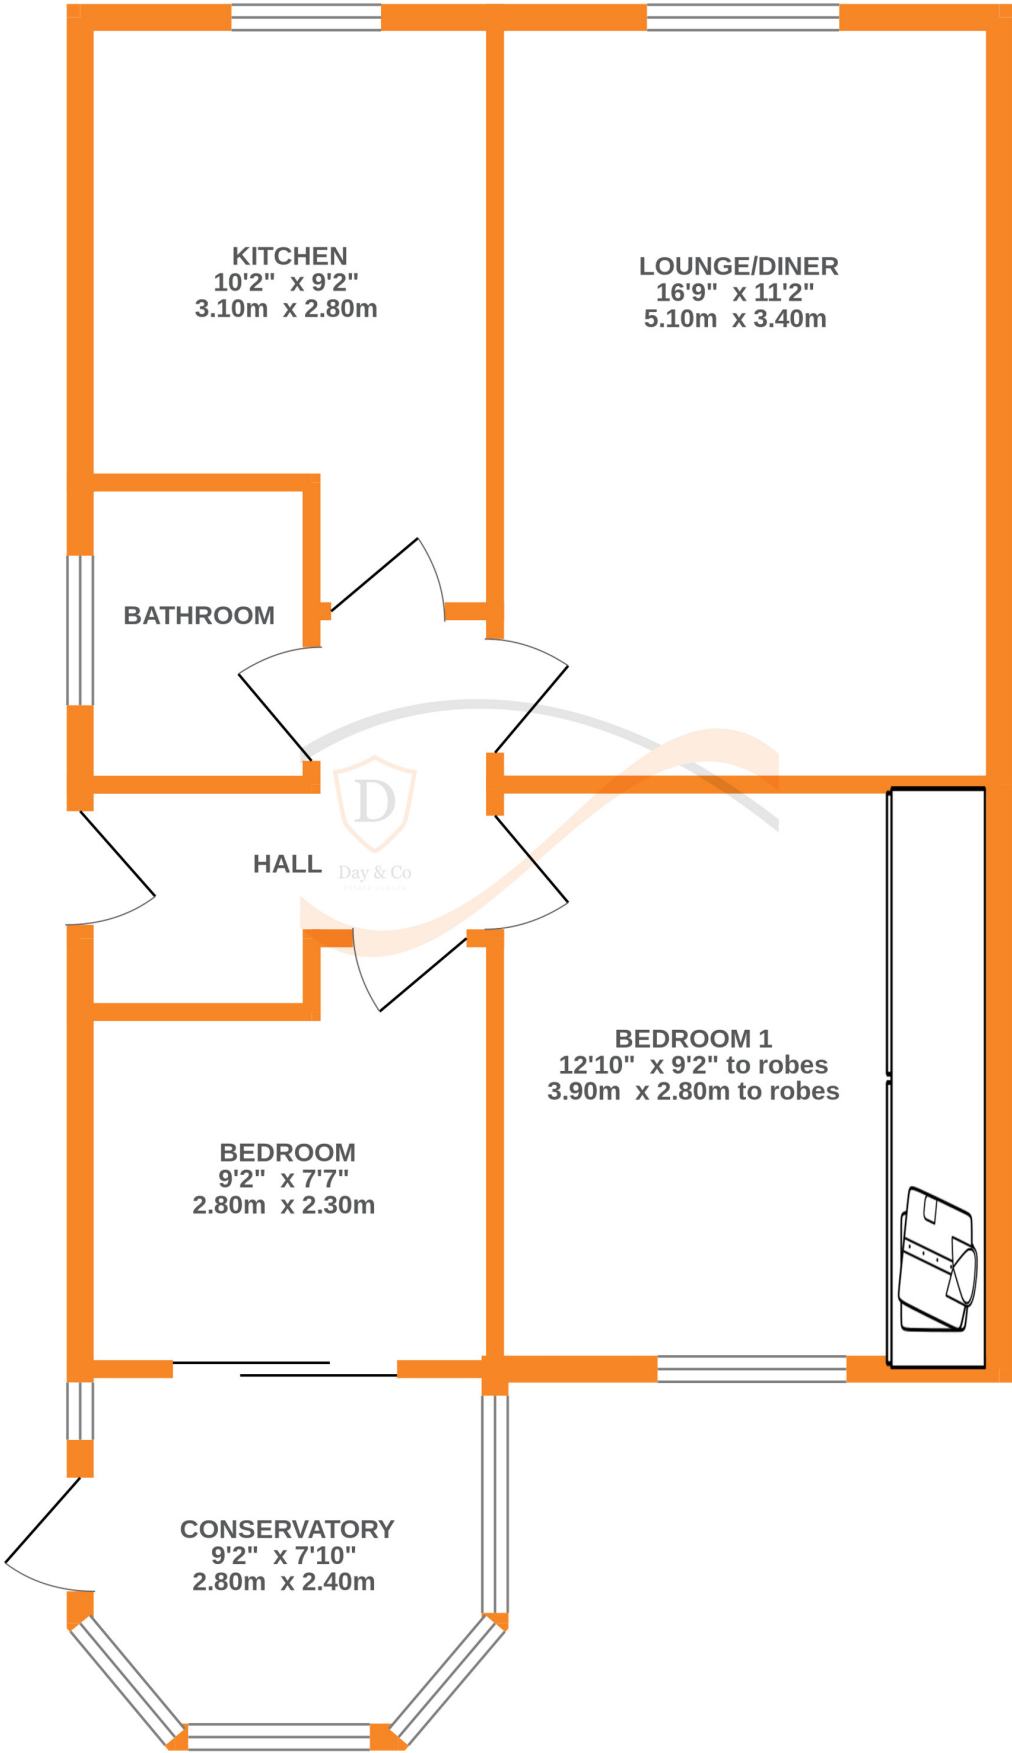 KITCHEN
10'2" x 9'2"
3.10m x 2.80m
LOUNGE/DINER
16'9" x 11'2"
5.10m x 3.40m
BATHROOM
HALL
D
Day & Co
BEDROOM 1
12'10" x 9'2" to robes
3.90m x 2.80m to robes
BEDROOM
9'2" x 7'7"
2.80m x 2.30m
CONSERVATORY
9'2" x 7'10"
2.80m x 2.40m